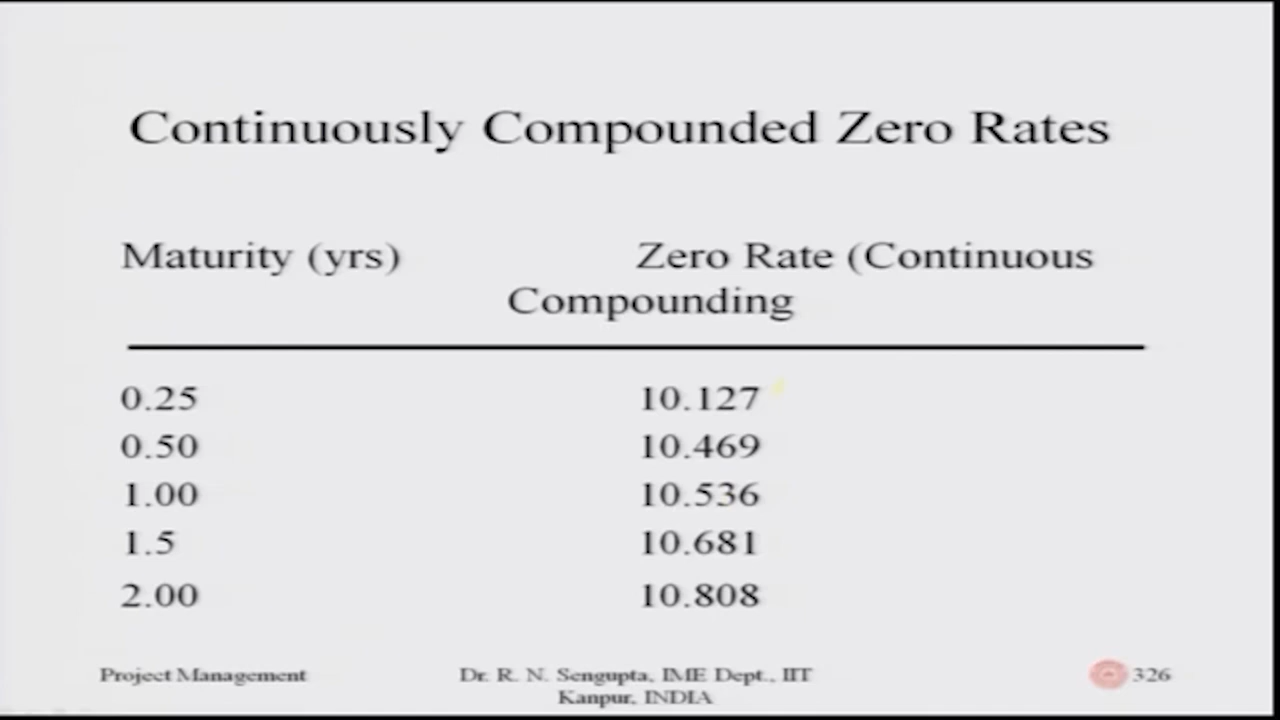 Continuously Compounded Zero Rates
Maturity (yrs) Zero Rate (Continuous
Compounding
0.25 10.127
0.50 10.469
1.00 10.536
1.5 10.681
2.00 10.808
Project Management Dr. R. N. Sengupta, IME Dept., IIT 326
Kanpur, INDIA